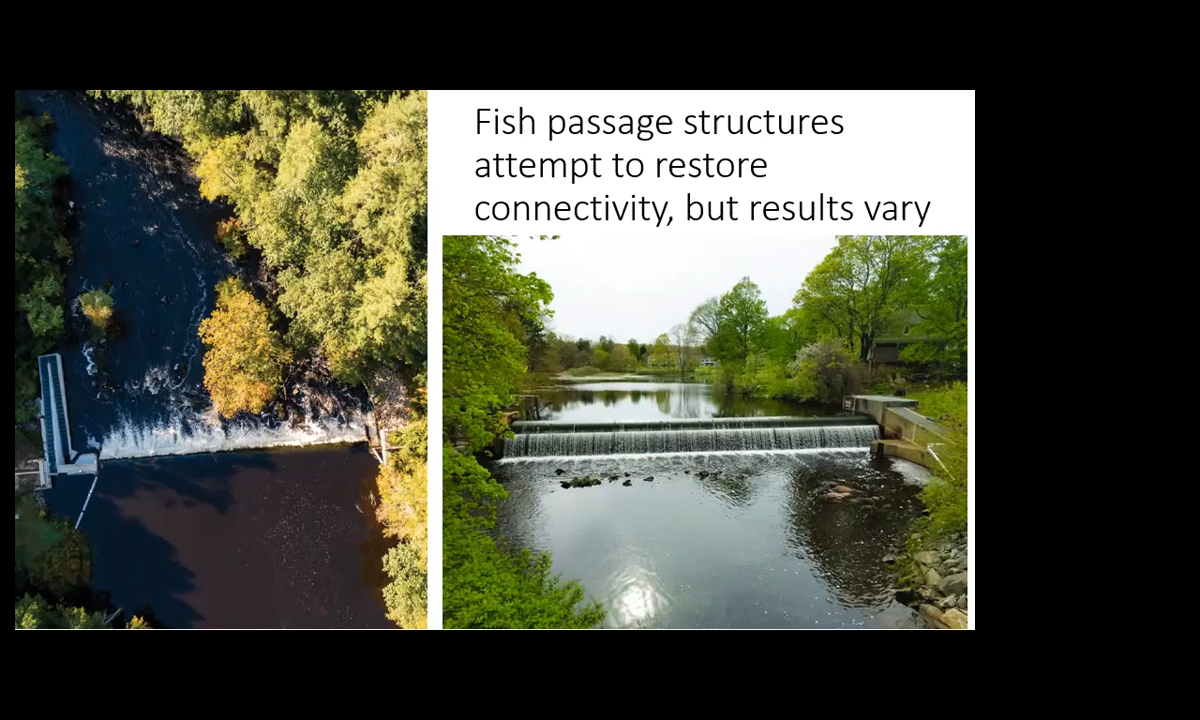 Fish passage structures
attempt to restore
connectivity, but results vary